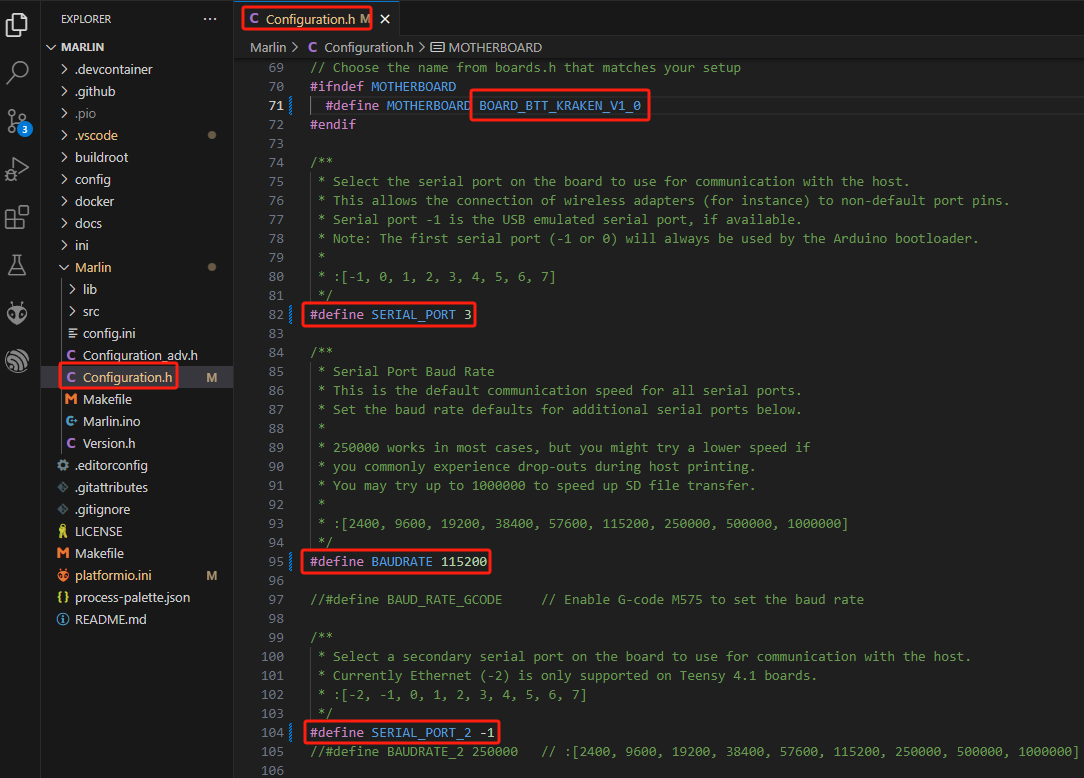 EXPLORER
MARLIN
.devcontainer
.github
.pio
.vscode
buildroot
config
docker
docs
ini
Marlin
lib
src
config.ini
C Configuration_adv.h
C Configuration.h M
M Makefile
Marlin.ino
C Version.h
.editorconfig
.gitattributes
.gitignore
LICENSE
M Makefile
platformio.ini M
{} process-palette.json
README.md
3
C Configuration.h M
Marlin > C Configuration.h > MOTHERBOARD
69 // Choose the name from boards.h that matches your setup
70 #ifndef MOTHERBOARD
71 #define MOTHERBOARD BOARD_BTT_KRAKEN_V1_0
72 #endif
73
74 /**
75 * Select the serial port on the board to use for communication with the host.
76 * This allows the connection of wireless adapters (for instance) to non-default port pins.
77 * Serial port -1 is the USB emulated serial port, if available.
78 * Note: The first serial port (-1 or 0) will always be used by the Arduino bootloader.
79 *
80 * :[-1, 0, 1, 2, 3, 4, 5, 6, 7]
81 */
82 #define SERIAL_PORT 3
83
84 /**
85 * Serial Port Baud Rate
86 * This is the default communication speed for all serial ports.
87 * Set the baud rate defaults for additional serial ports below.
88 *
89 * 250000 works in most cases, but you might try a lower speed if
90 * you commonly experience drop-outs during host printing.
91 * You may try up to 1000000 to speed up SD file transfer.
92 *
93 * :[2400, 9600, 19200, 38400, 57600, 115200, 250000, 500000, 1000000]
94 */
95 #define BAUDRATE 115200
96
97 //#define BAUD_RATE_GCODE // Enable G-code M575 to set the baud rate
98
99 /**
100 * Select a secondary serial port on the board to use for communication with the host.
101 * Currently Ethernet (-2) is only supported on Teensy 4.1 boards.
102 * :[-2, -1, 0, 1, 2, 3, 4, 5, 6, 7]
103 */
104 #define SERIAL_PORT_2 -1
105 //#define BAUDRATE_2 250000 // :[2400, 9600, 19200, 38400, 57600, 115200, 250000, 500000, 1000000]
106